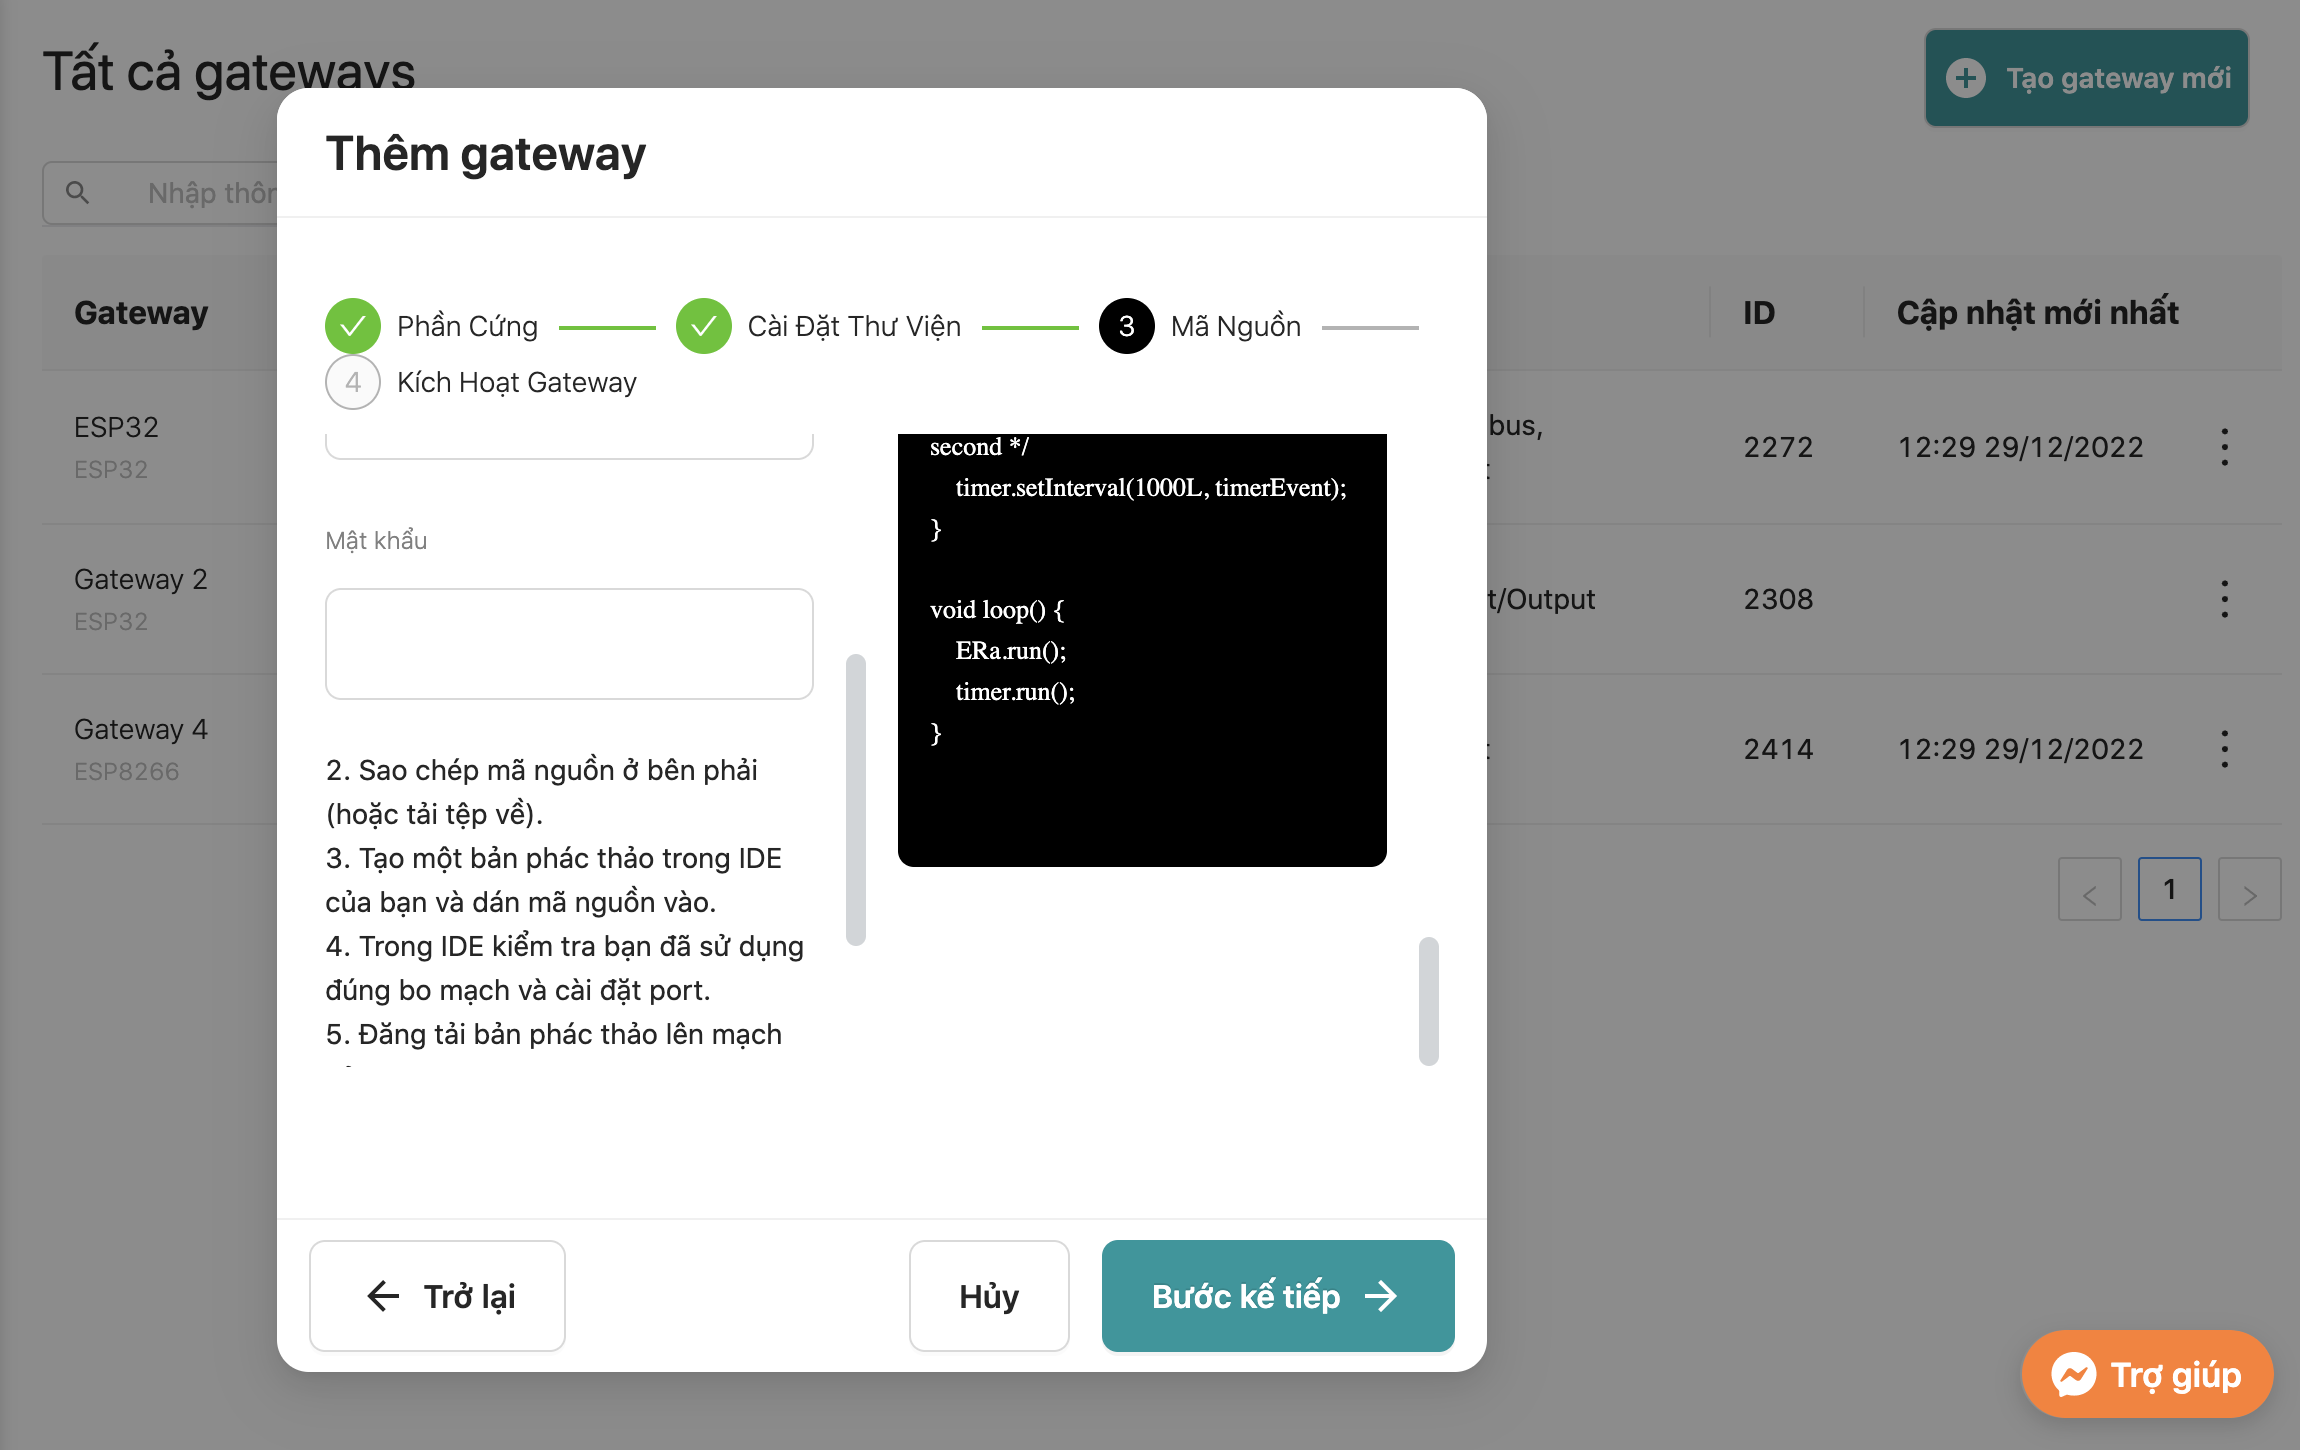 Tất cả gateways
Tạo gateway mới
Nhập
Gateway
ID
Cập nhật mới nhất
ESP32
ESP32
bus,
2272
12:29 29/12/2022
Gateway 2
ESP32
t/Output
2308
Gateway 4
ESP8266
2414
12:29 29/12/2022
< 1 >
Thêm gateway
Phần Cứng
Cài Đặt Thư Viện
3 Mã Nguồn
4 Kích Hoạt Gateway
Mật khẩu
2. Sao chép mã nguồn ở bên phải
(hoặc tải tệp về).
3. Tạo một bản phác thảo trong IDE
của bạn và dán mã nguồn vào.
4. Trong IDE kiểm tra bạn đã sử dụng
đúng bo mạch và cài đặt port.
5. Đăng tải bản phác thảo lên mạch
second */
timer.setInterval(1000L, timerEvent);
}
void loop() {
ERa.run();
timer.run();
}
Trở lại
Hủy
Bước kế tiếp
Trợ giúp